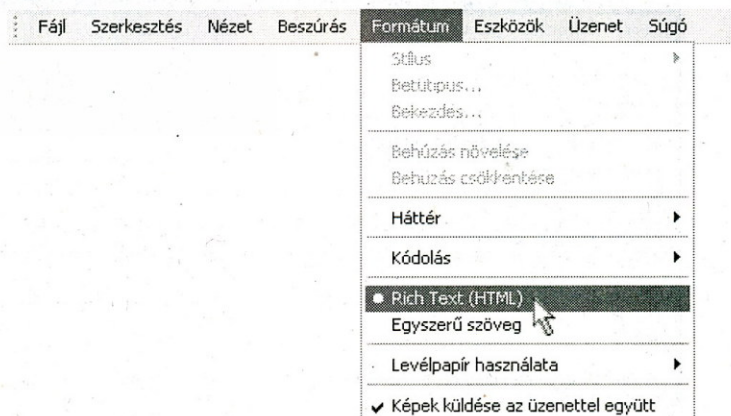 Fájl Szerkesztés Nézet Beszúrás Formátum Eszközök Üzenet Súgó
Stílus
Betűtípus...
Bekezdés...
Behúzás növelése
Behúzás csökkentése
Háttér
Kódolás
Rich Text (HTML)
Egyszerű szöveg
Levélpapír használata
Képek küldése az üzenettel együtt